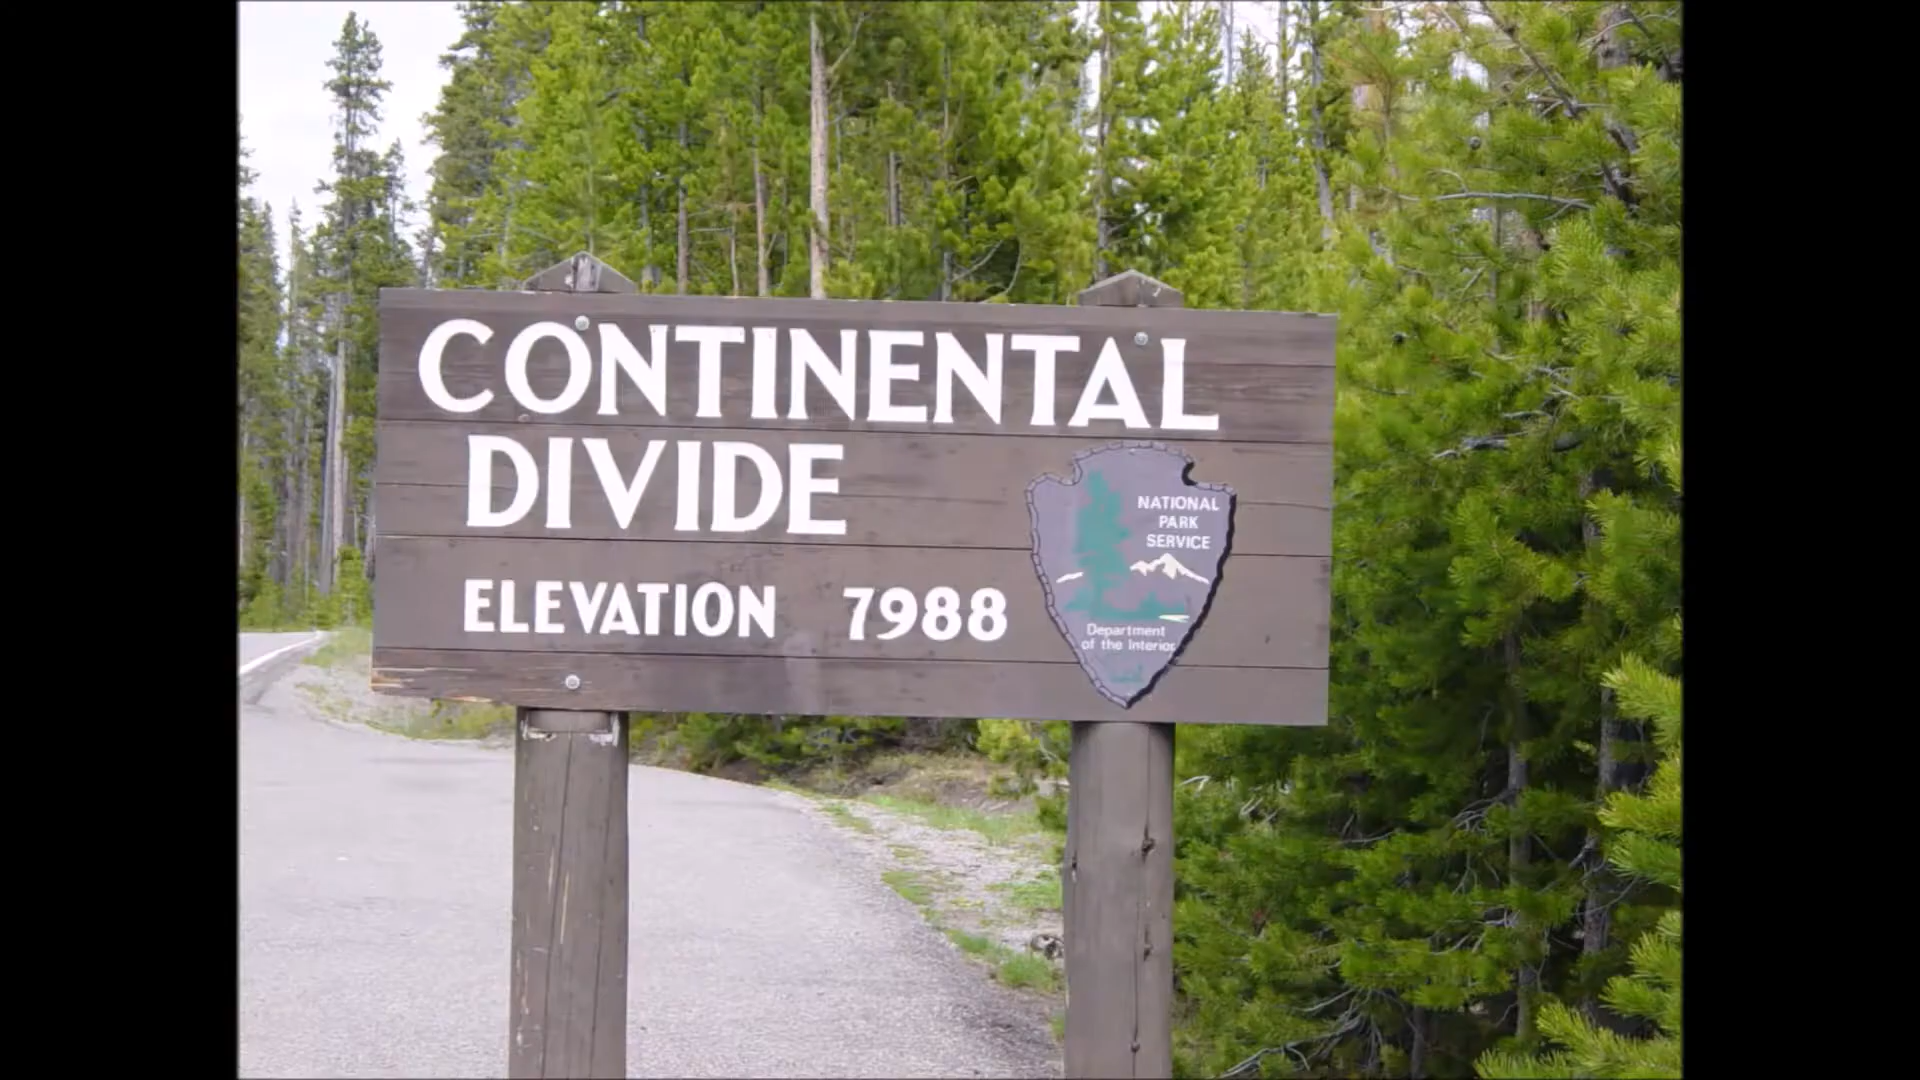 CONTINENTAL
DIVIDE
ELEVATION 7988
NATIONAL
PARK
SERVICE
Department
of the Interior